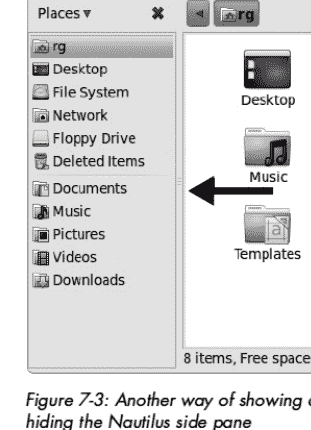 Places
rg
rg
Desktop
File System
Network
Floppy Drive
Deleted Items
Documents
Music
Pictures
Videos
Downloads
Desktop
Music
Templates
8 items, Free space
Figure 7-3: Another way of showing
hiding the Nautilus side pane